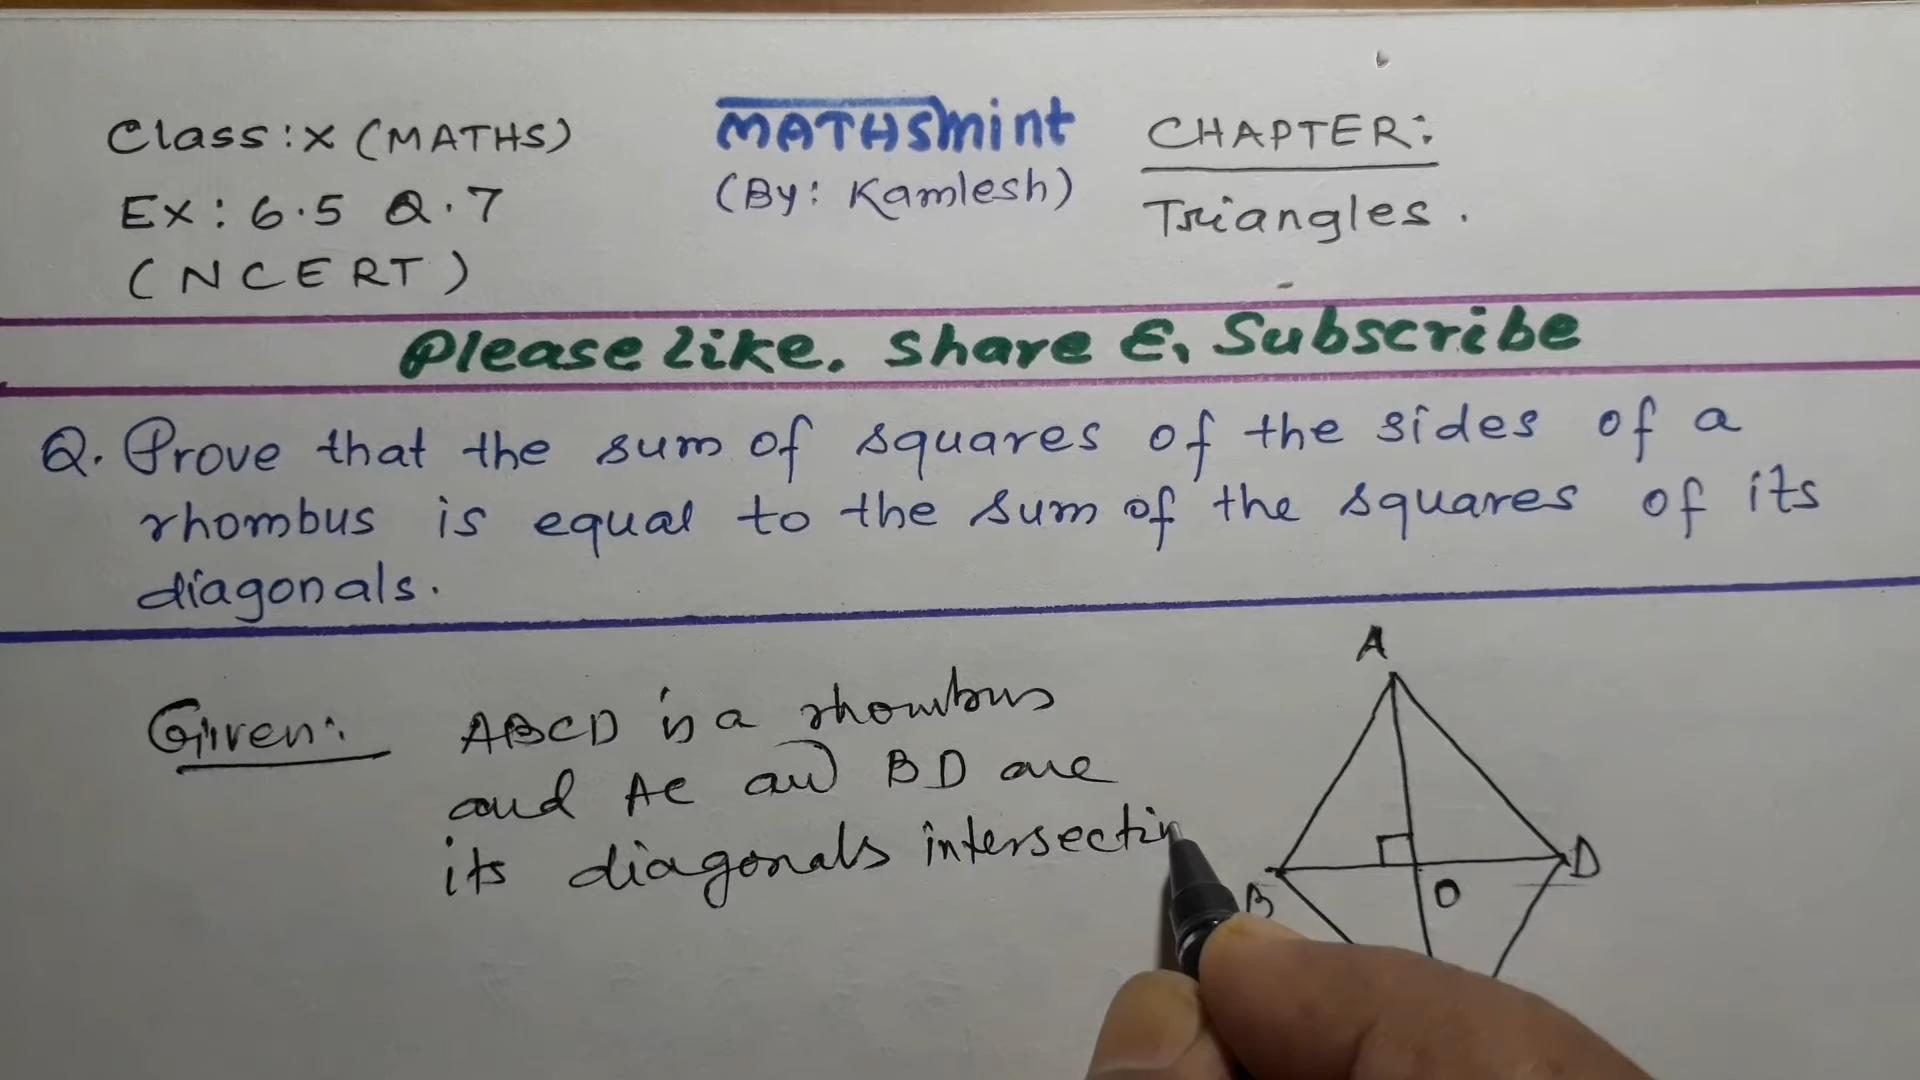 Class: X (MATHS)
Ex: 6.5 Q.7
(NCERT)
MATHSmint
(By: Kamlesh)
CHAPTER:
Triangles.
Please Like, Share & Subscribe
Q. Prove that the sum of squares of the sides of a
rhombus is equal to the sum of the squares of its
diagonals.
Given: ABCD is a rhombus
and AC and BD are
its diagonals intersectin
A
B
O
D